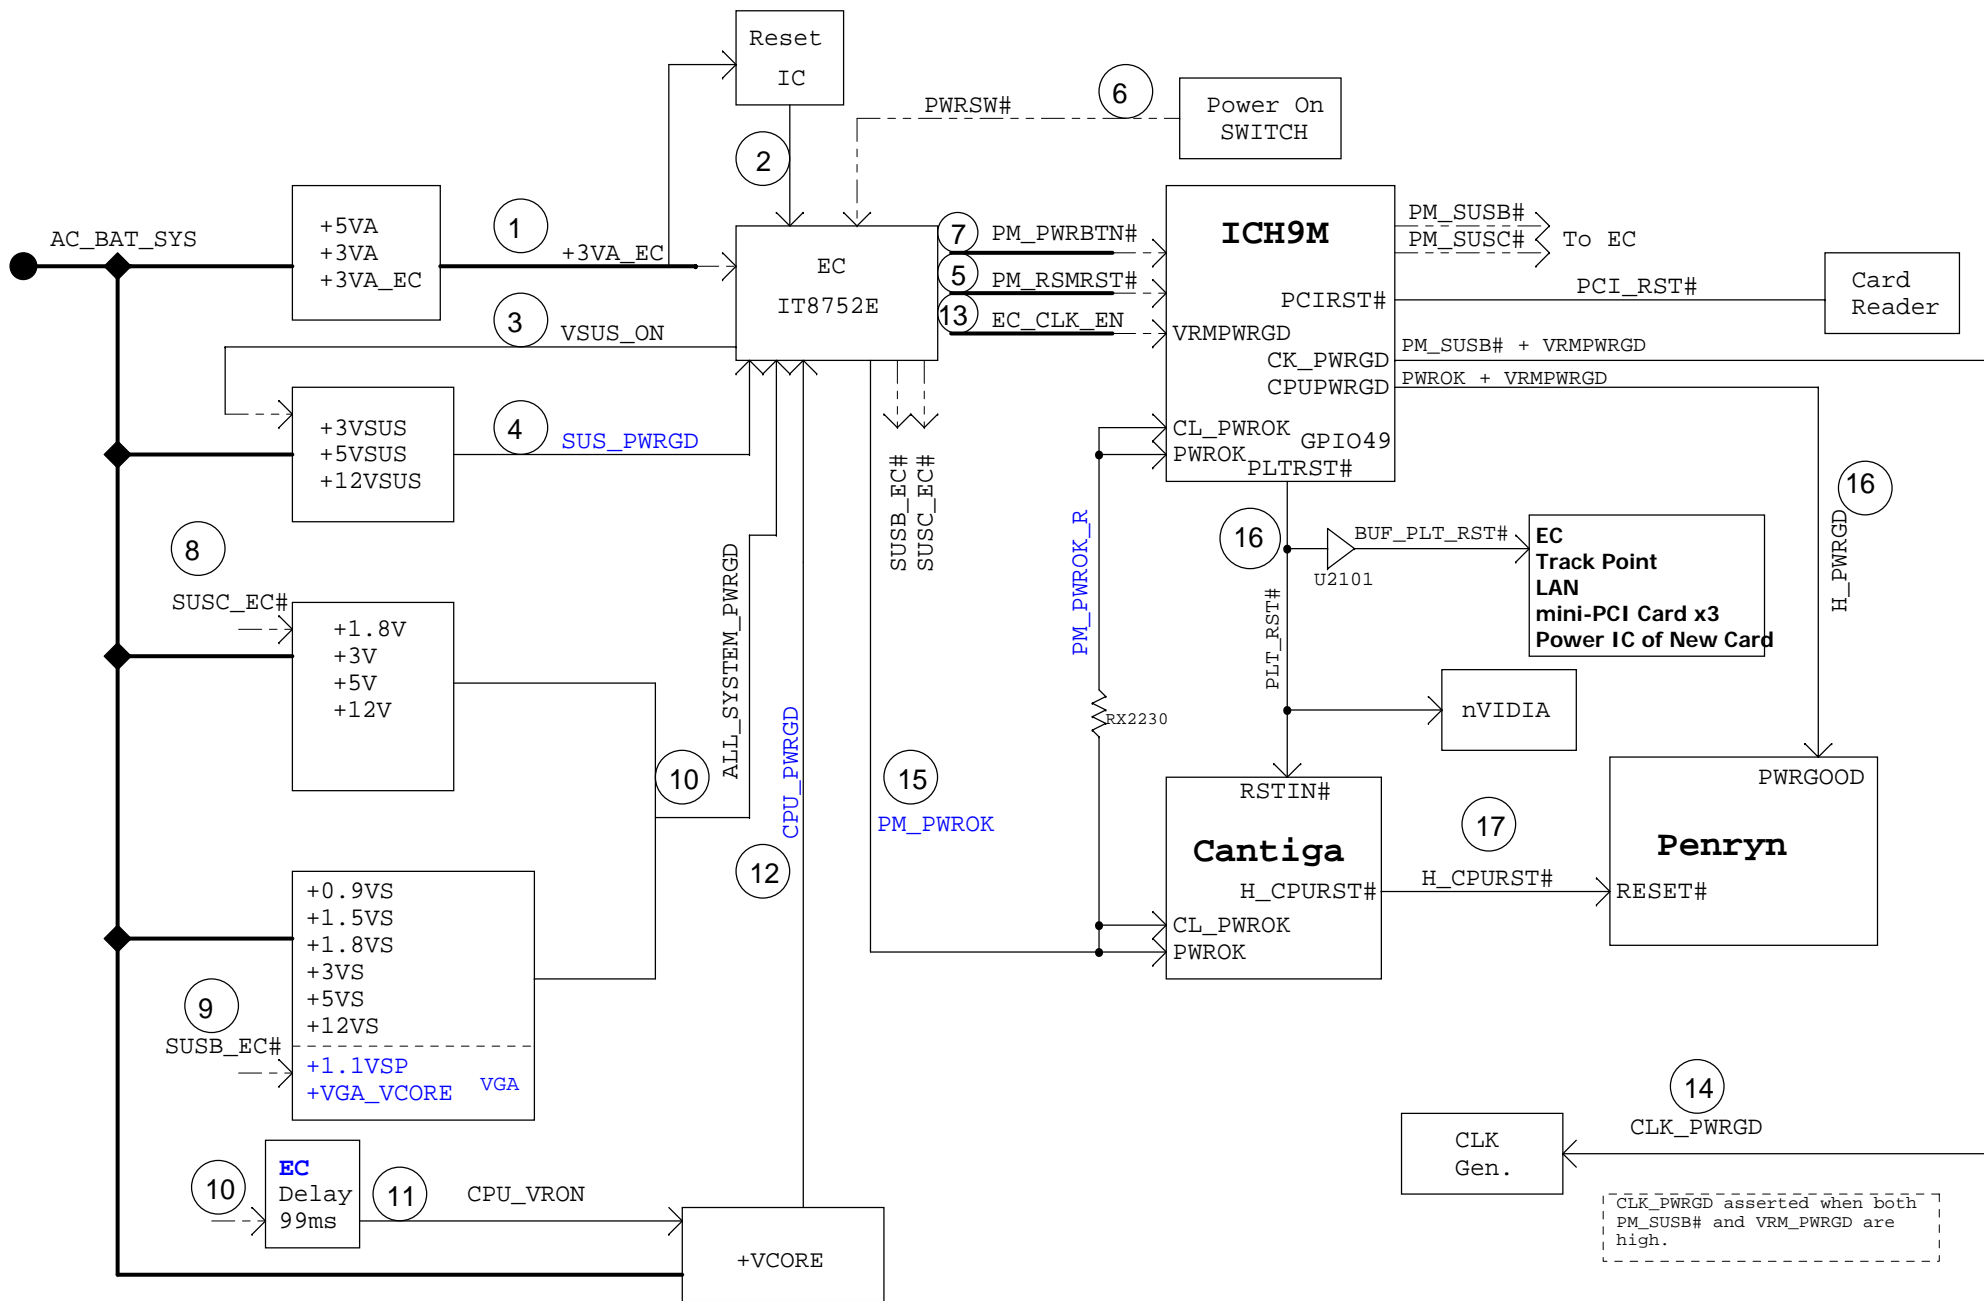 Reset
IC
PWRSW#
6
Power On
SWITCH
2
AC_BAT_SYS
+5VA
+3VA
+3VA_EC
1
+3VA_EC
EC
IT8752E
7
PM_PWRBTN#
5
PM_RSMRST#
13
EC_CLK_EN
ICH9M
PCIRST#
VRMPWRGD
CK_PWRGD
CPUPWRGD
CL_PWROK
GPIO49
PWROK
PLTRST#
PM_SUSB#
PM_SUSC#
To EC
PCI_RST#
Card
Reader
PM_SUSB# + VRMPWRGD
PWROK + VRMPWRGD
3
VSUS_ON
+3VSUS
+5VSUS
+12VSUS
4
SUS_PWRGD
SUSB_EC#
SUSC_EC#
PM_PWROK_R
16
BUF_PLT_RST#
U2101
EC
Track Point
LAN
mini-PCI Card x3
Power IC of New Card
16
H_PWRGD
8
SUSC_EC#
+1.8V
+3V
+5V
+12V
ALL_SYSTEM_PWRGD
PLT_RST#
RX2230
nVIDIA
10
CPU_PWRGD
12
15
PM_PWROK
RSTIN#
Cantiga
H_CPURST#
CL_PWROK
PWROK
17
H_CPURST#
PWRGOOD
Penryn
RESET#
+0.9VS
+1.5VS
+1.8VS
+3VS
+5VS
+12VS
9
SUSB_EC#
+1.1VSP
+VGA_VCORE
VGA
14
CLK_PWRGD
CLK
Gen.
10
EC
Delay
99ms
11
CPU_VRON
+VCORE
CLK_PWRGD asserted when both
PM_SUSB# and VRM_PWRGD are
high.